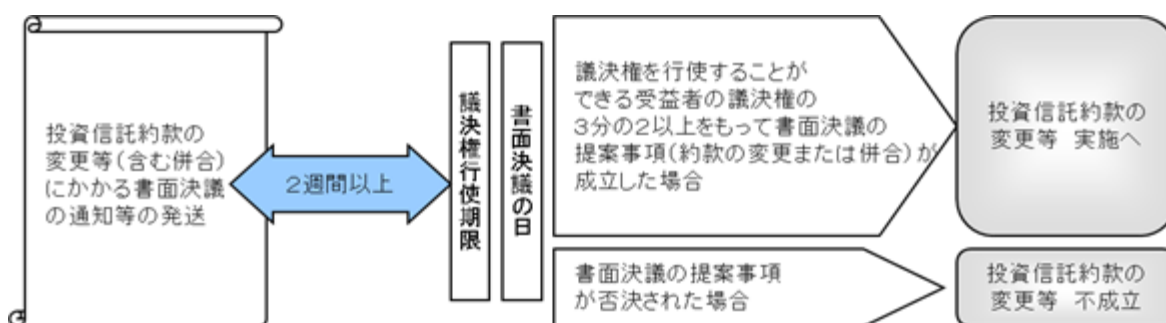 投資信託約款の
変更等(含む併合)
にかかる書面決議
の通知等の発送
2週間以上
議決権行使期限
書面決議の日
議決権を行使することが
できる受益者の議決権の
3分の2以上をもって書面決議の
提案事項(約款の変更または併合)が
成立した場合
投資信託約款の
変更等 実施へ
書面決議の提案事項
が否決された場合
投資信託約款の
変更等 不成立